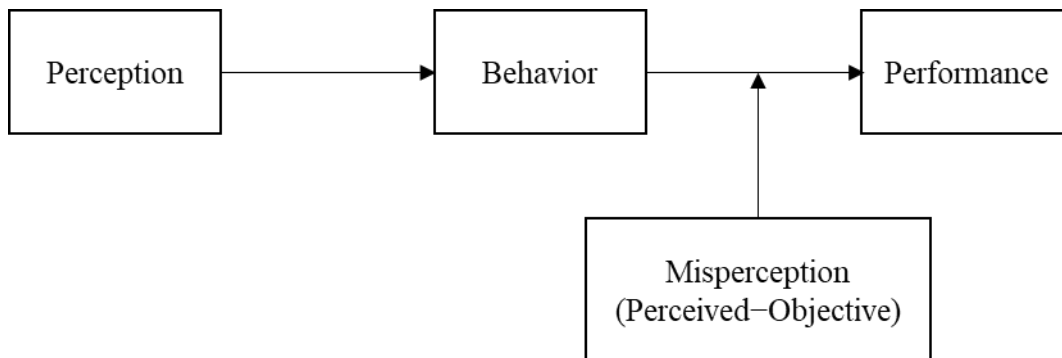 Perception
Behavior
Performance
Misperception
(Perceived−Objective)